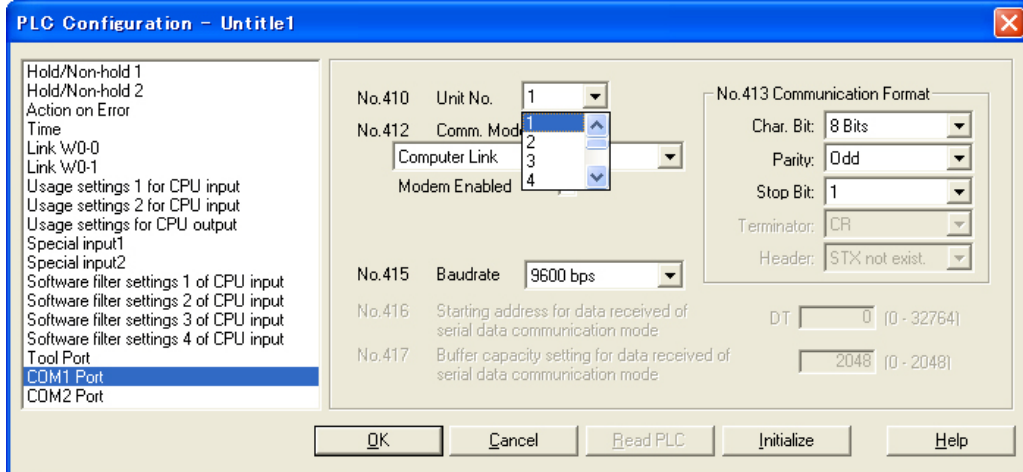 PLC Configuration - Untitle1
Hold/Non-hold 1
Hold/Non-hold 2
Action on Error
Time
Link W0-0
Link W0-1
Usage settings 1 for CPU input
Usage settings 2 for CPU input
Usage settings for CPU output
Special input1
Special input2
Software filter settings 1 of CPU input
Software filter settings 2 of CPU input
Software filter settings 3 of CPU input
Software filter settings 4 of CPU input
Tool Port
COM1 Port
COM2 Port
No.410 Unit No. 1
1
2
3
4
No.412 Comm. Mod
Computer Link
Modem Enabled
No.413 Communication Format
Char. Bit: 8 Bits
Parity: Odd
Stop Bit: 1
Terminator: CR
Header: STX not exist.
No.415 Baudrate 9600 bps
No.416 Starting address for data received of
serial data communication mode
DT 0 (0 - 32764)
No.417 Buffer capacity setting for data received of
serial data communication mode
2048 (0 - 2048)
OK Cancel Read PLC Initialize Help